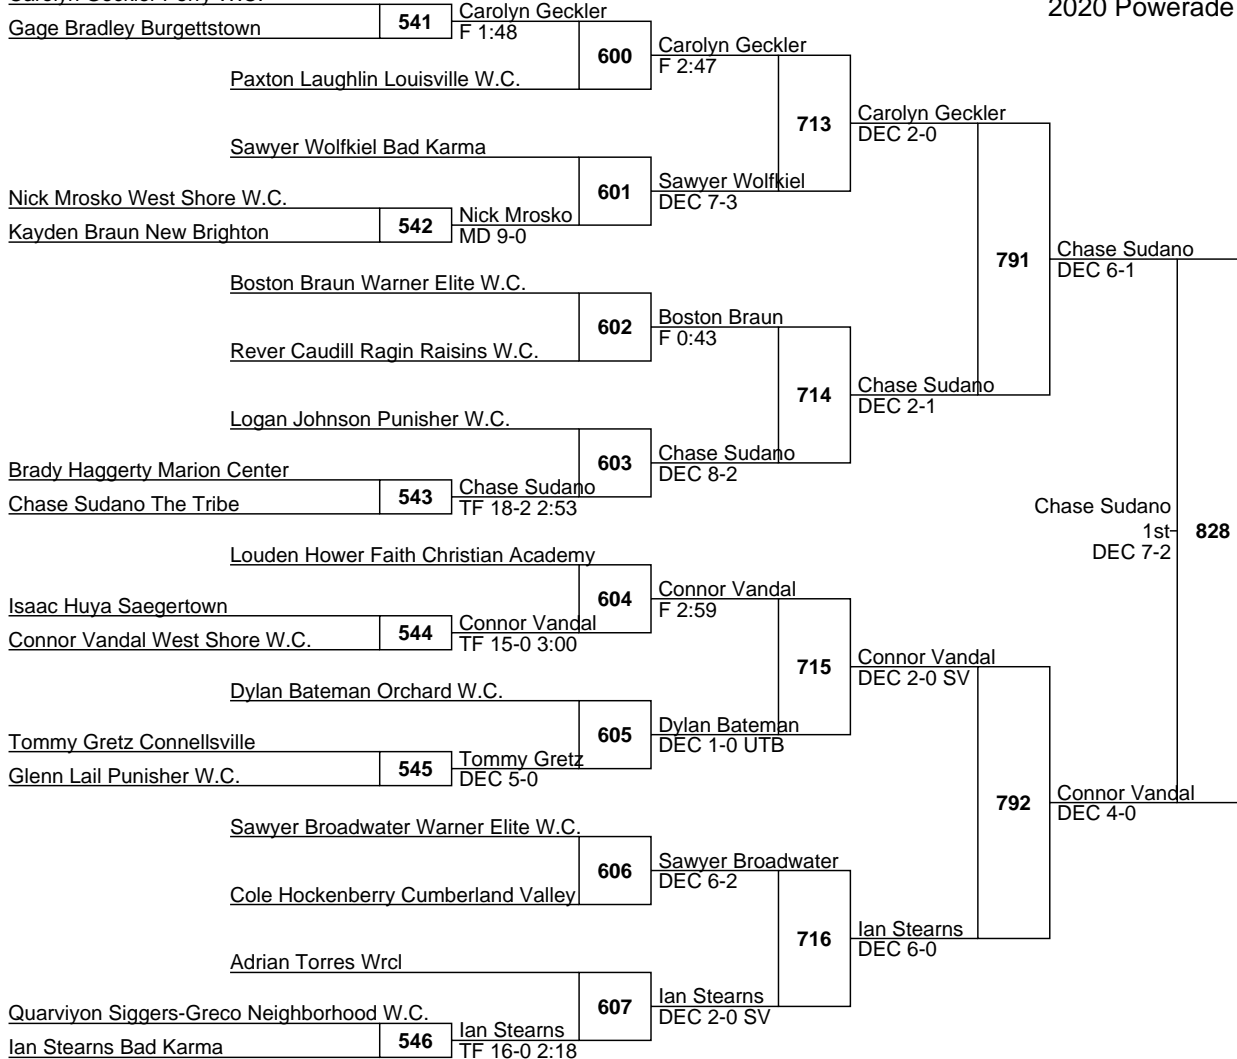 2020 Powerade
Gage Bradley Burgettstown
541
Carolyn Geckler
F 1:48
600
Carolyn Geckler
F 2:47
Paxton Laughlin Louisville W.C.
713
Carolyn Geckler
DEC 2-0
Sawyer Wolfkiel Bad Karma
601
Sawyer Wolfkiel
DEC 7-3
Nick Mrosko West Shore W.C.
542
Nick Mrosko
MD 9-0
Kayden Braun New Brighton
791
Chase Sudano
DEC 6-1
Boston Braun Warner Elite W.C.
602
Boston Braun
F 0:43
Rever Caudill Ragin Raisins W.C.
714
Chase Sudano
DEC 2-1
Logan Johnson Punisher W.C.
603
Chase Sudano
DEC 8-2
Brady Haggerty Marion Center
543
Chase Sudano
TF 18-2 2:53
Chase Sudano The Tribe
Chase Sudano
1st
828
DEC 7-2
Louden Hower Faith Christian Academy
604
Connor Vandal
F 2:59
Isaac Huya Saegertown
544
Connor Vandal
TF 15-0 3:00
Connor Vandal West Shore W.C.
715
Connor Vandal
DEC 2-0 SV
Dylan Bateman Orchard W.C.
605
Dylan Bateman
DEC 1-0 UTB
Tommy Gretz Connellsville
545
Tommy Gretz
DEC 5-0
Glenn Lail Punisher W.C.
792
Connor Vandal
DEC 4-0
Sawyer Broadwater Warner Elite W.C.
606
Sawyer Broadwater
DEC 6-2
Cole Hockenberry Cumberland Valley
716
Ian Stearns
DEC 6-0
Adrian Torres Wrcl
607
Ian Stearns
DEC 2-0 SV
Quarviyon Siggers-Greco Neighborhood W.C.
546
Ian Stearns
TF 16-0 2:18
Ian Stearns Bad Karma